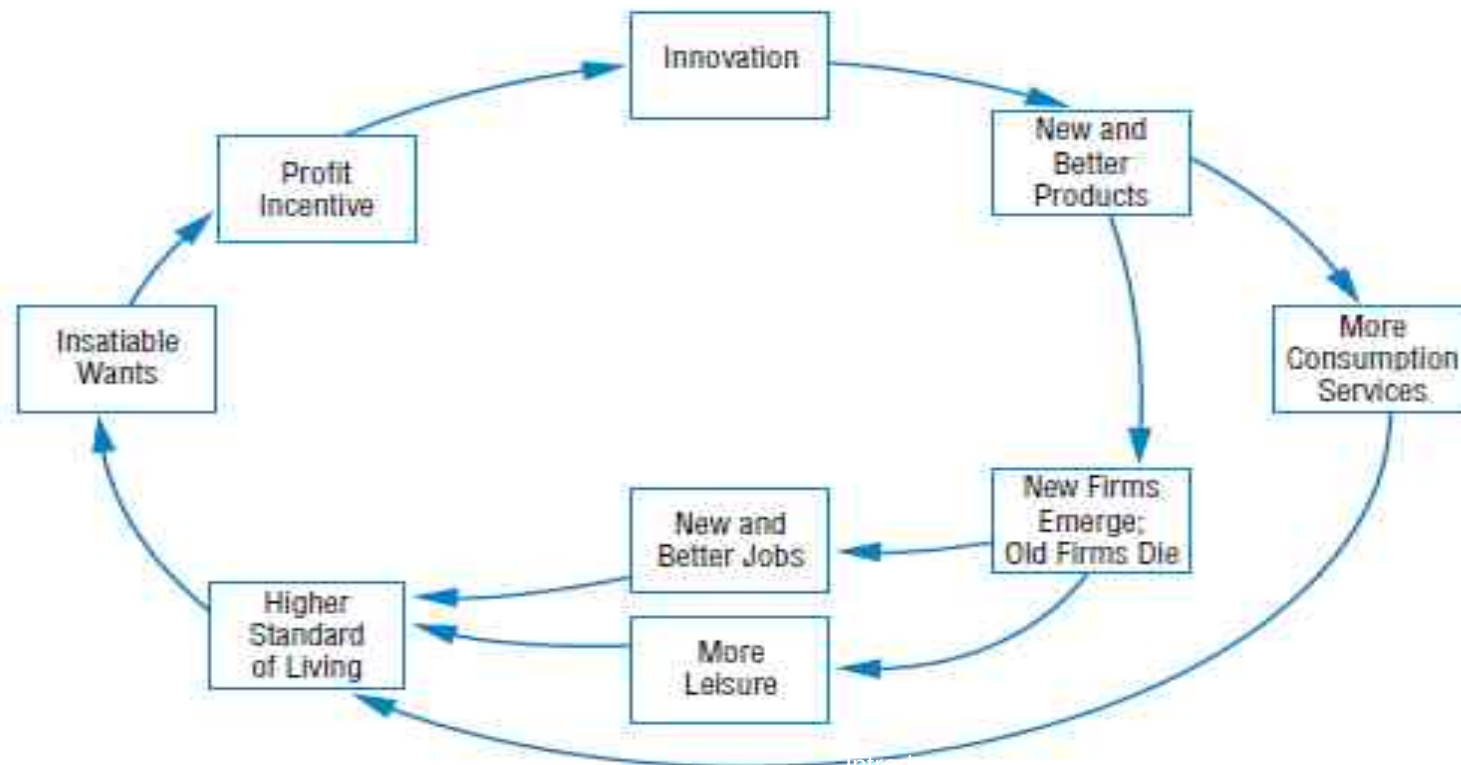 Innovation
New and
Better
Products
Profit
Incentive
Insatiable
Wants
More
Consumption
Services
New Firms
Emerge;
Old Firms Die
New and
Better Jobs
Higher
Standard
of Living
More
Leisure